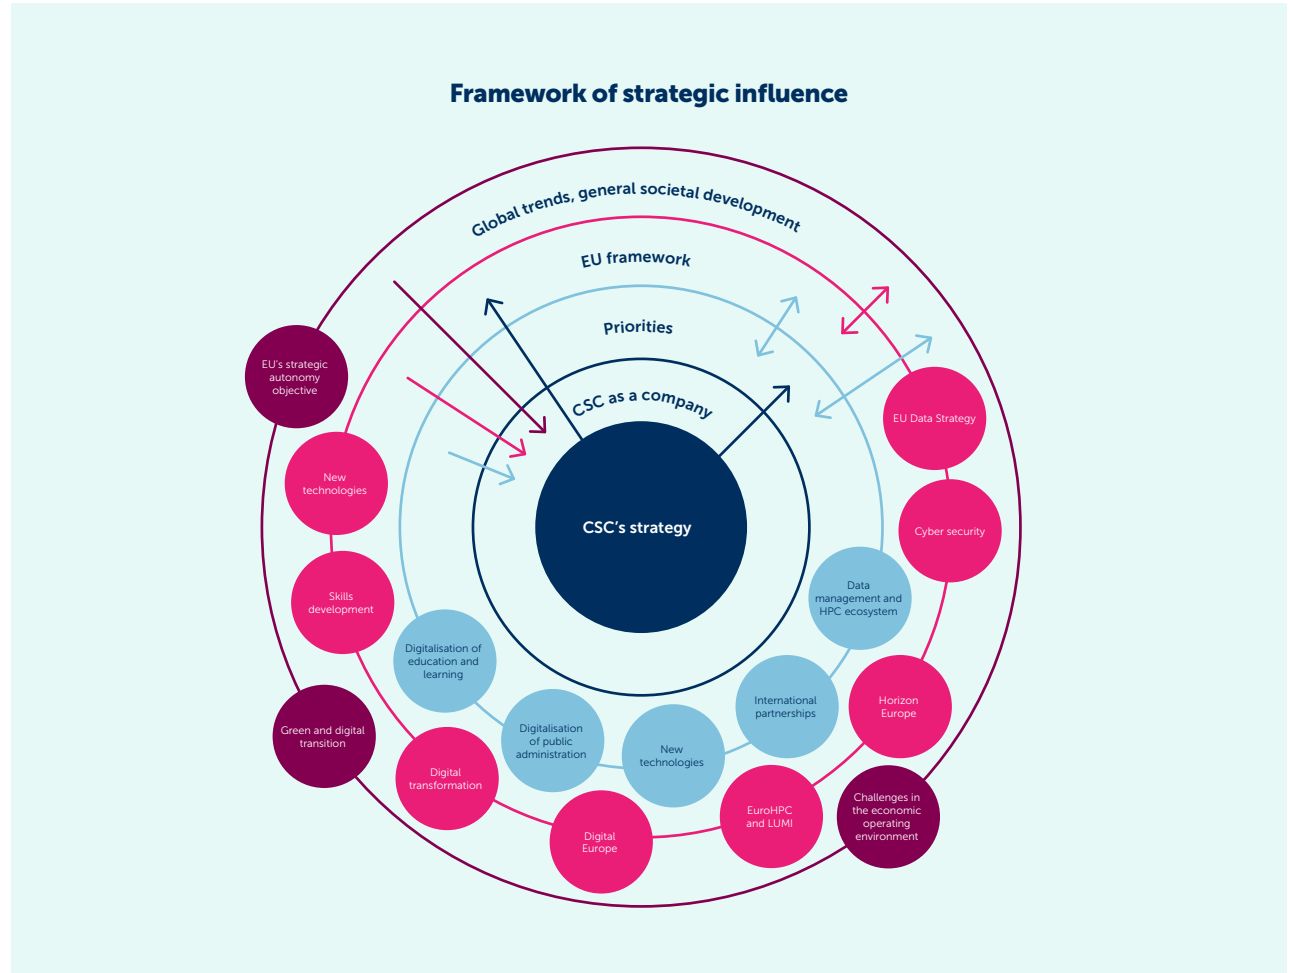 Framework of strategic influence
Global trends, general societal development
EU framework
Priorities
CSC as a company
CSC's strategy
EU's strategic
autonomy
objective
New
technologies
Skills
development
Green and digital
transition
Digital
transformation
Digital
Europe
EuroHPC
and LUMI
Challenges in
the economic
operating
environment
Horizon
Europe
Cyber security
EU Data Strategy
Digitalisation of
education and
learning
Digitalisation
of public
administration
New
technologies
International
partnerships
Data
management and
HPC ecosystem